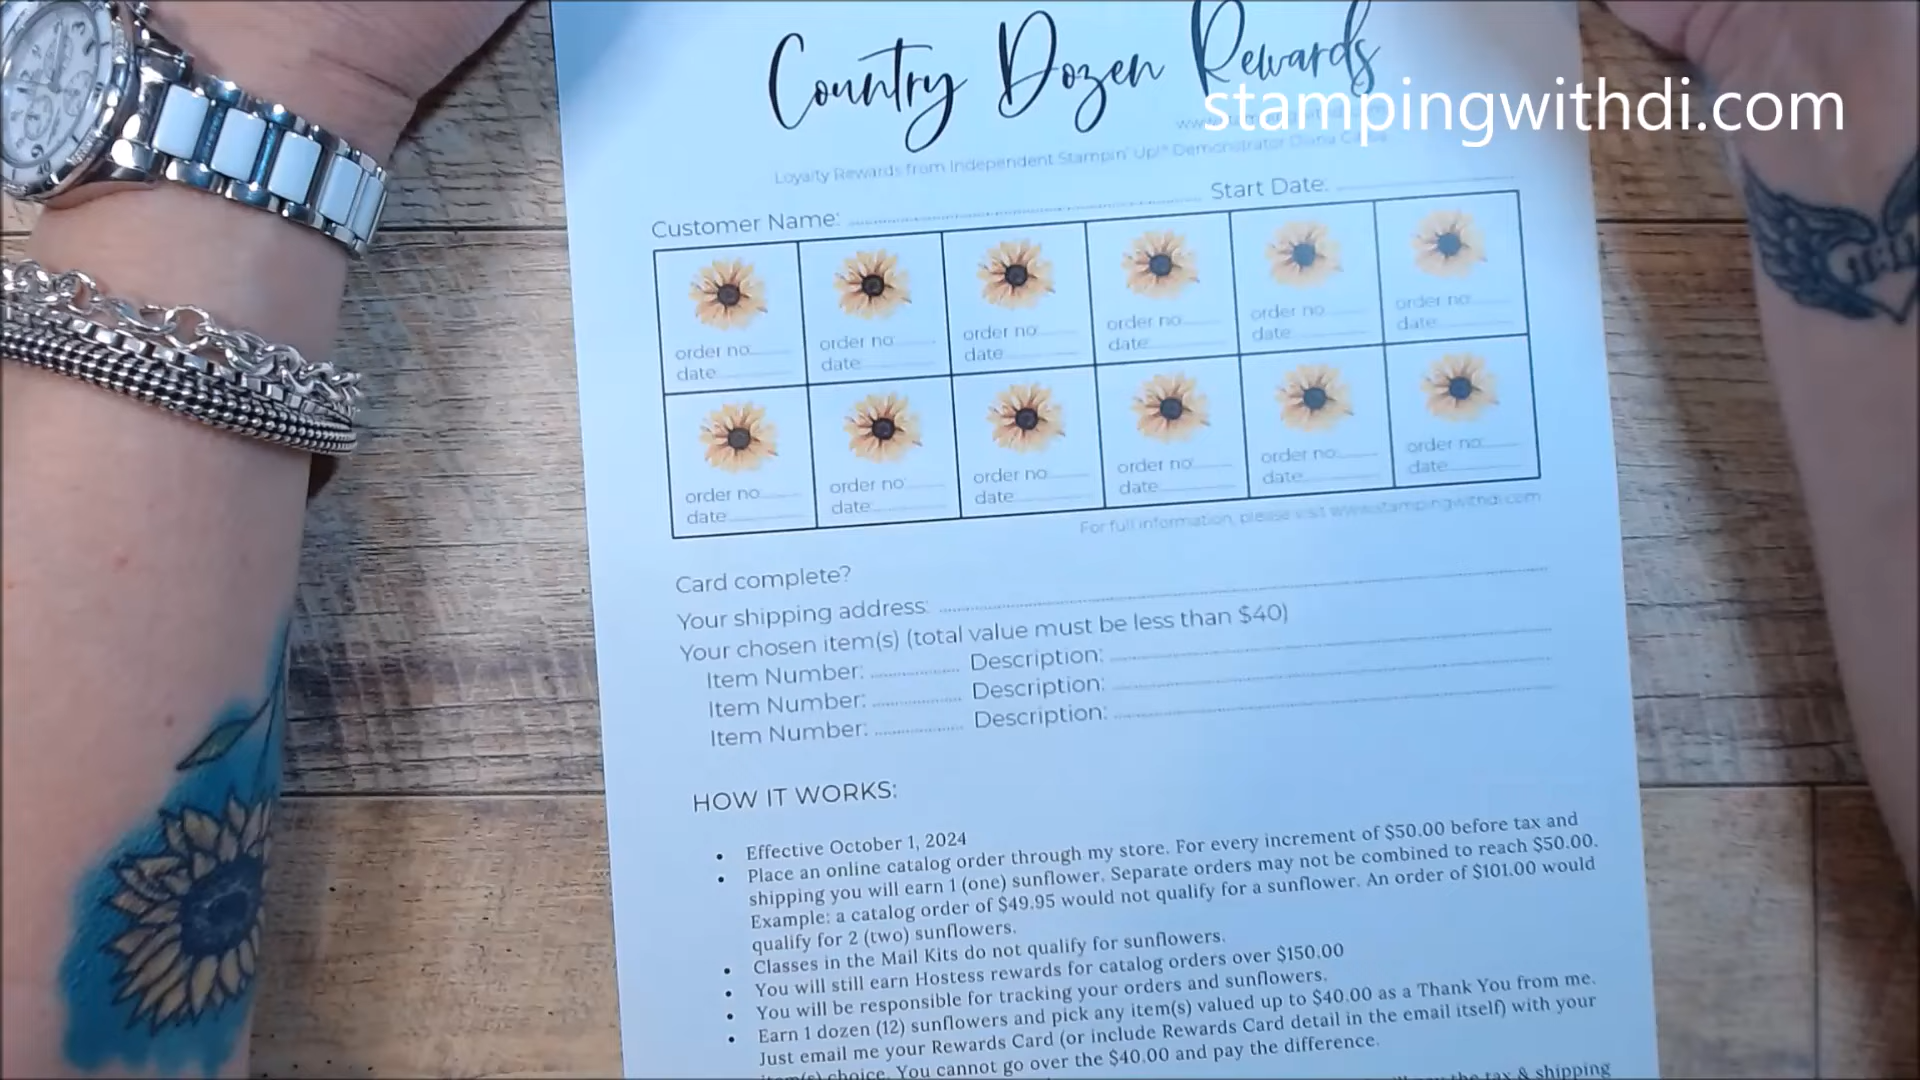 Country Dozen Rewards
stampingwithdi.com
Loyalty Rewards from Independent Stampin' Up!® Demonstrator Diana
Customer Name: Start Date:
order no: order no: order no: order no: order no: order no:
date: date: date: date: date: date:
order no: order no: order no: order no: order no: order no:
date: date: date: date: date: date:
For full information, please visit www.stampingwithdi.com
Card complete?
Your shipping address:
Your chosen item(s) (total value must be less than $40)
Item Number: Description:
Item Number: Description:
Item Number: Description:
HOW IT WORKS:
• Effective October 1, 2024
• Place an online catalog order through my store. For every increment of $50.00 before tax and
shipping you will earn 1 (one) sunflower. Separate orders may not be combined to reach $50.00.
Example: a catalog order of $49.95 would not qualify for a sunflower. An order of $101.00 would
qualify for 2 (two) sunflowers.
• Classes in the Mail Kits do not qualify for sunflowers.
• You will still earn Hostess rewards for catalog orders over $150.00
• You will be responsible for tracking your orders and sunflowers.
• Earn 1 dozen (12) sunflowers and pick any item(s) valued up to $40.00 as a Thank You from me.
Just email me your Rewards Card (or include Rewards Card detail in the email itself) with your
item(s) choice. You cannot go over the $40.00 and pay the difference.
the tax & shipping